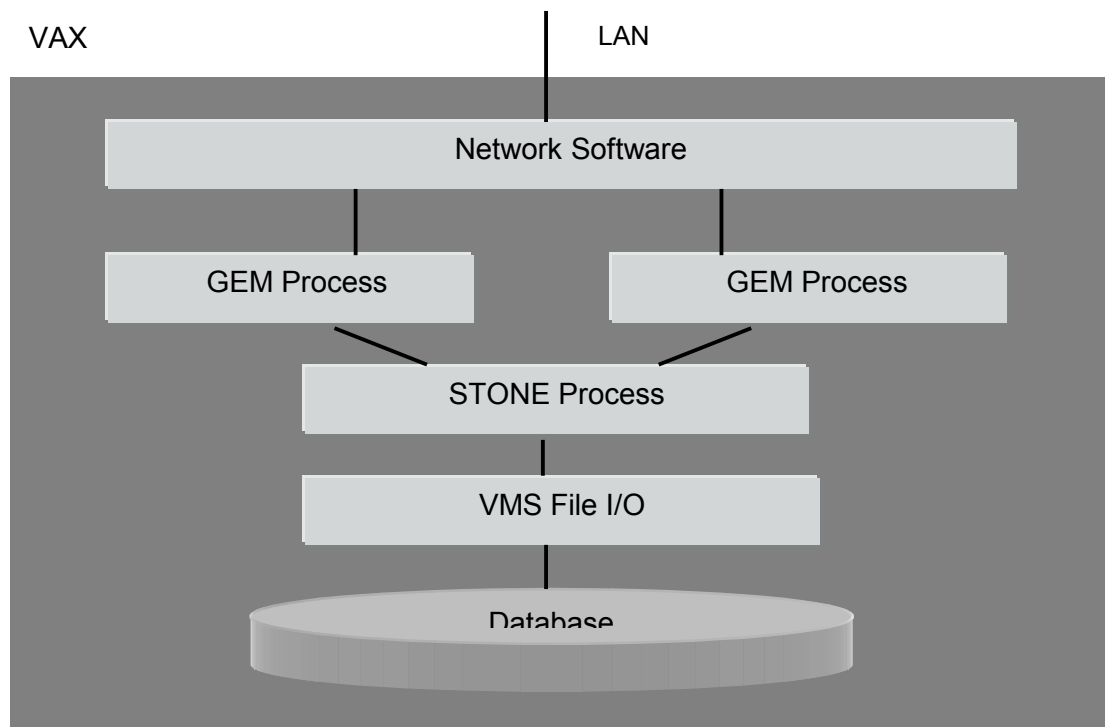 VAX
LAN
Network Software
GEM Process
GEM Process
STONE Process
VMS File I/O
Database